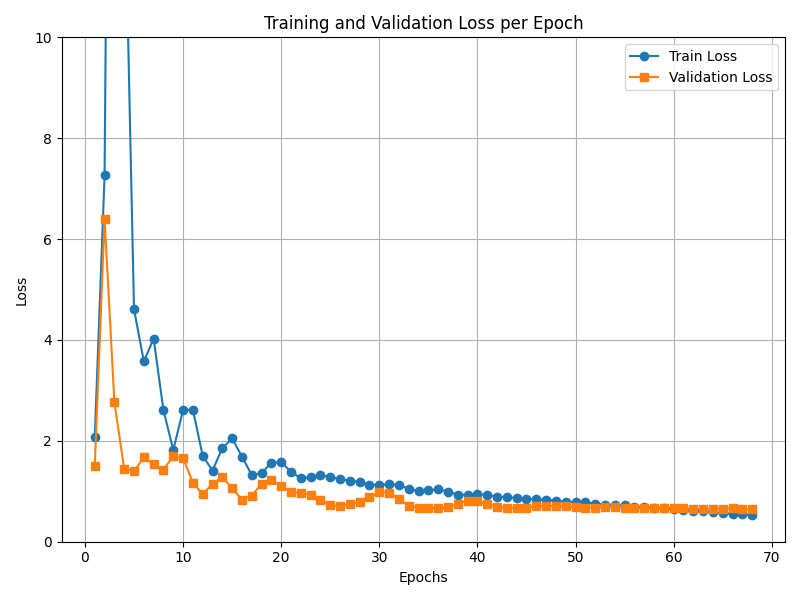 Training and Validation Loss per Epoch
Train Loss
Validation Loss
10
8
6
4
2
0
Loss
0 10 20 30 40 50 60 70
Epochs